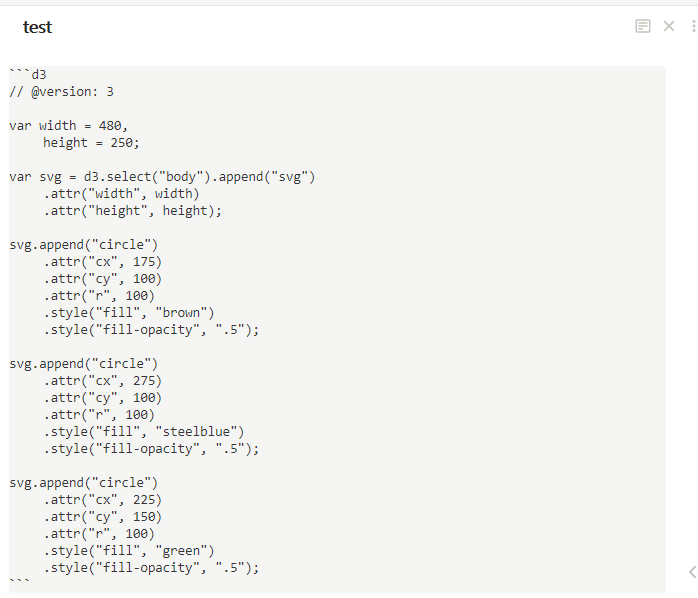 test
```d3
// @version: 3
var width = 480,
    height = 250;
var svg = d3.select("body").append("svg")
    .attr("width", width)
    .attr("height", height);
svg.append("circle")
    .attr("cx", 175)
    .attr("cy", 100)
    .attr("r", 100)
    .style("fill", "brown")
    .style("fill-opacity", ".5");
svg.append("circle")
    .attr("cx", 275)
    .attr("cy", 100)
    .attr("r", 100)
    .style("fill", "steelblue")
    .style("fill-opacity", ".5");
svg.append("circle")
    .attr("cx", 225)
    .attr("cy", 150)
    .attr("r", 100)
    .style("fill", "green")
    .style("fill-opacity", ".5");
```